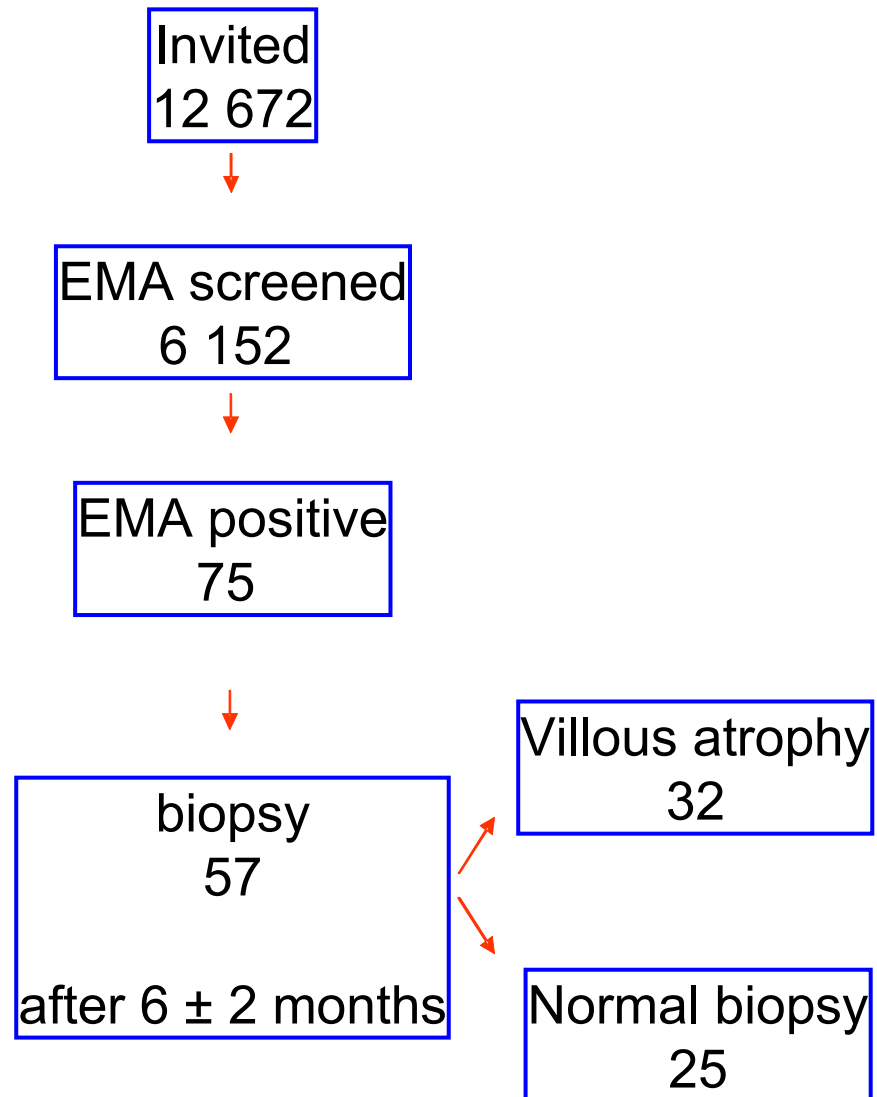 Invited
12 672
EMA screened
6 152
EMA positive
75
biopsy
57
after 6 ± 2 months
Villous atrophy
32
Normal biopsy
25